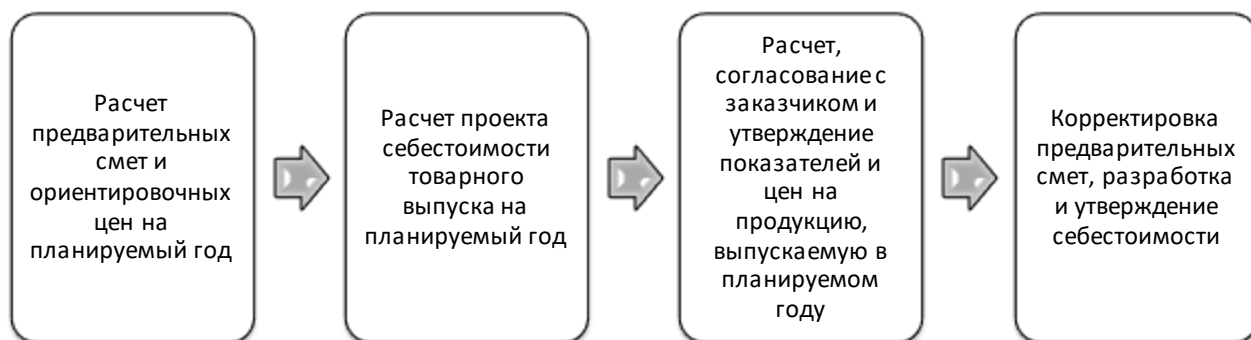 Расчет
предварительных
смет и
ориентировочных
цен на
планируемый год
Расчет проекта
себестоимости
товарного
выпуска на
планируемый год
Расчет,
согласование с
заказчиком и
утверждение
показателей и
цен на
продукцию,
выпускаемую в
планируемом
году
Корректировка
предварительных
смет, разработка
и утверждение
себестоимости